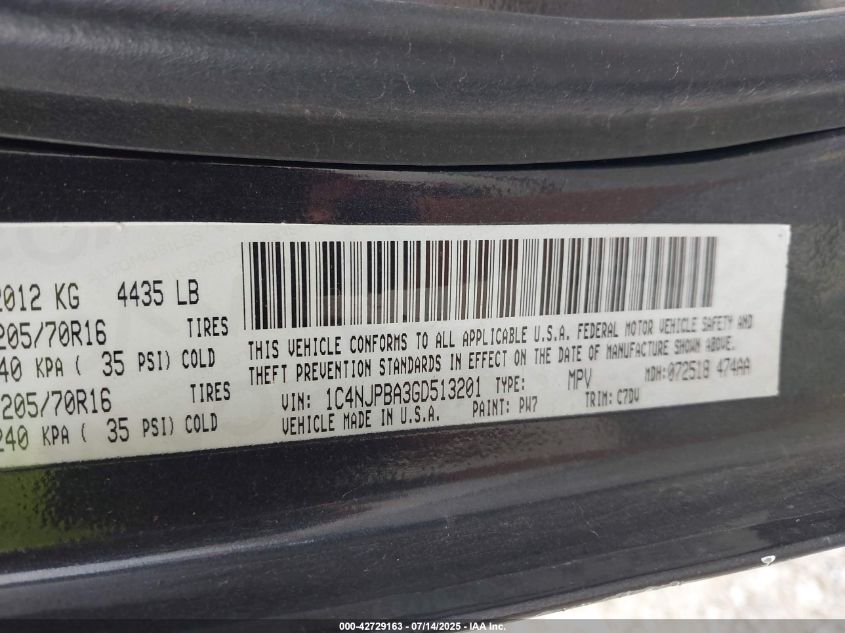 2012 KG 4435 LB
205/70R16 TIRES
240 KPA ( 35 PSI) COLD
205/70R16 TIRES
240 KPA ( 35 PSI) COLD
THIS VEHICLE CONFORMS TO ALL APPLICABLE U.S.A. FEDERAL MOTOR VEHICLE SAFETY AND
THEFT PREVENTION STANDARDS IN EFFECT ON THE DATE OF MANUFACTURE SHOWN ABOVE.
VIN: 1C4NJPBA3GD513201 TYPE: MPV MDH: 072518 474AA
VEHICLE MADE IN U.S.A. PAINT: PW7 TRIM: C7DV
000-42729163 - 07/14/2025 - IAA, Inc.